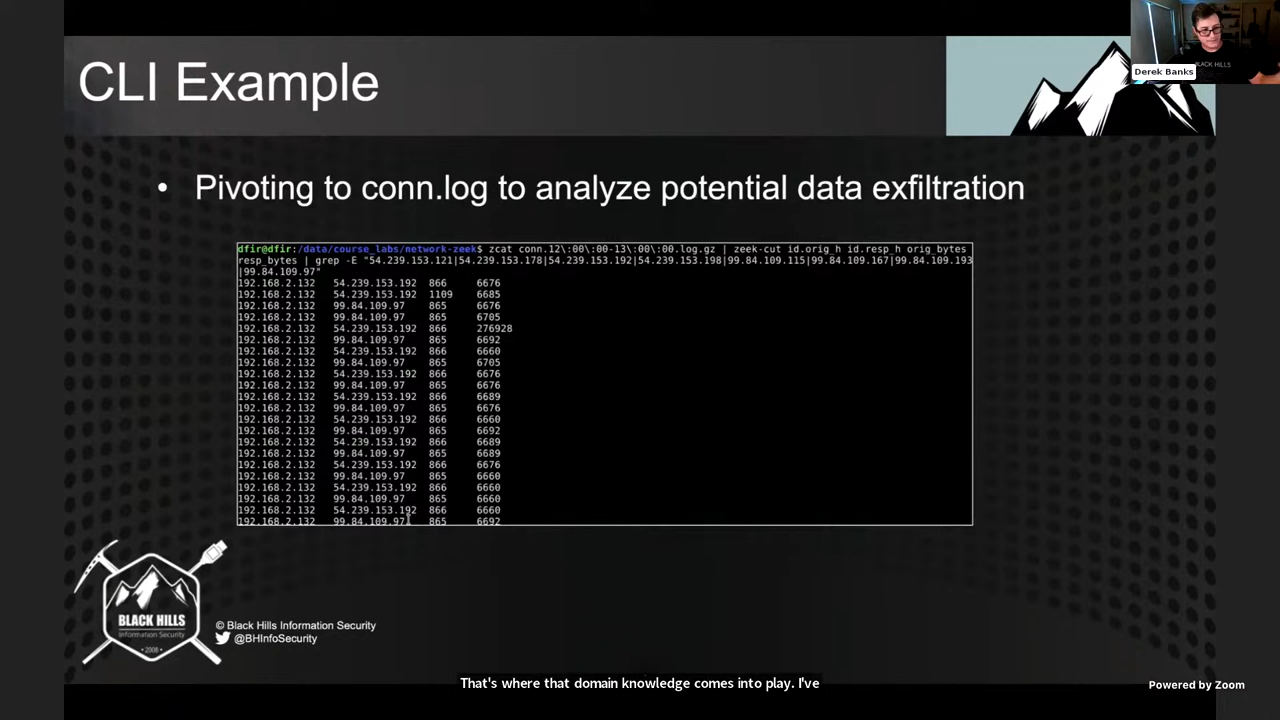 CLI Example
BLACK HILLS
Derek Banks
• Pivoting to conn.log to analyze potential data exfiltration
dfir@dfir:/data/course_labs/network-zeek$ zcat conn.12\:00\:00-13\:00\:00.log.gz | zeek-cut id.orig_h id.resp_h orig_bytes
resp_bytes | grep -E "54.239.153.121|54.239.153.178|54.239.153.192|54.239.153.198|99.84.109.115|99.84.109.167|99.84.109.193
|99.84.109.97"
192.168.2.132 54.239.153.192 866 6676
192.168.2.132 54.239.153.192 1109 6685
192.168.2.132 99.84.109.97 865 6676
192.168.2.132 99.84.109.97 865 6705
192.168.2.132 54.239.153.192 866 276928
192.168.2.132 99.84.109.97 865 6692
192.168.2.132 54.239.153.192 866 6660
192.168.2.132 99.84.109.97 865 6705
192.168.2.132 54.239.153.192 866 6676
192.168.2.132 99.84.109.97 865 6676
192.168.2.132 54.239.153.192 866 6689
192.168.2.132 99.84.109.97 865 6676
192.168.2.132 54.239.153.192 866 6660
192.168.2.132 99.84.109.97 865 6692
192.168.2.132 54.239.153.192 866 6689
192.168.2.132 99.84.109.97 865 6689
192.168.2.132 54.239.153.192 866 6676
192.168.2.132 99.84.109.97 865 6660
192.168.2.132 54.239.153.192 866 6660
192.168.2.132 99.84.109.97 865 6660
192.168.2.132 54.239.153.192 866 6660
192.168.2.132 99.84.109.97 865 6692
BLACK HILLS
Information Security
• 2008 •
© Black Hills Information Security
@BHInfoSecurity
That's where that domain knowledge comes into play. I've
Powered by Zoom